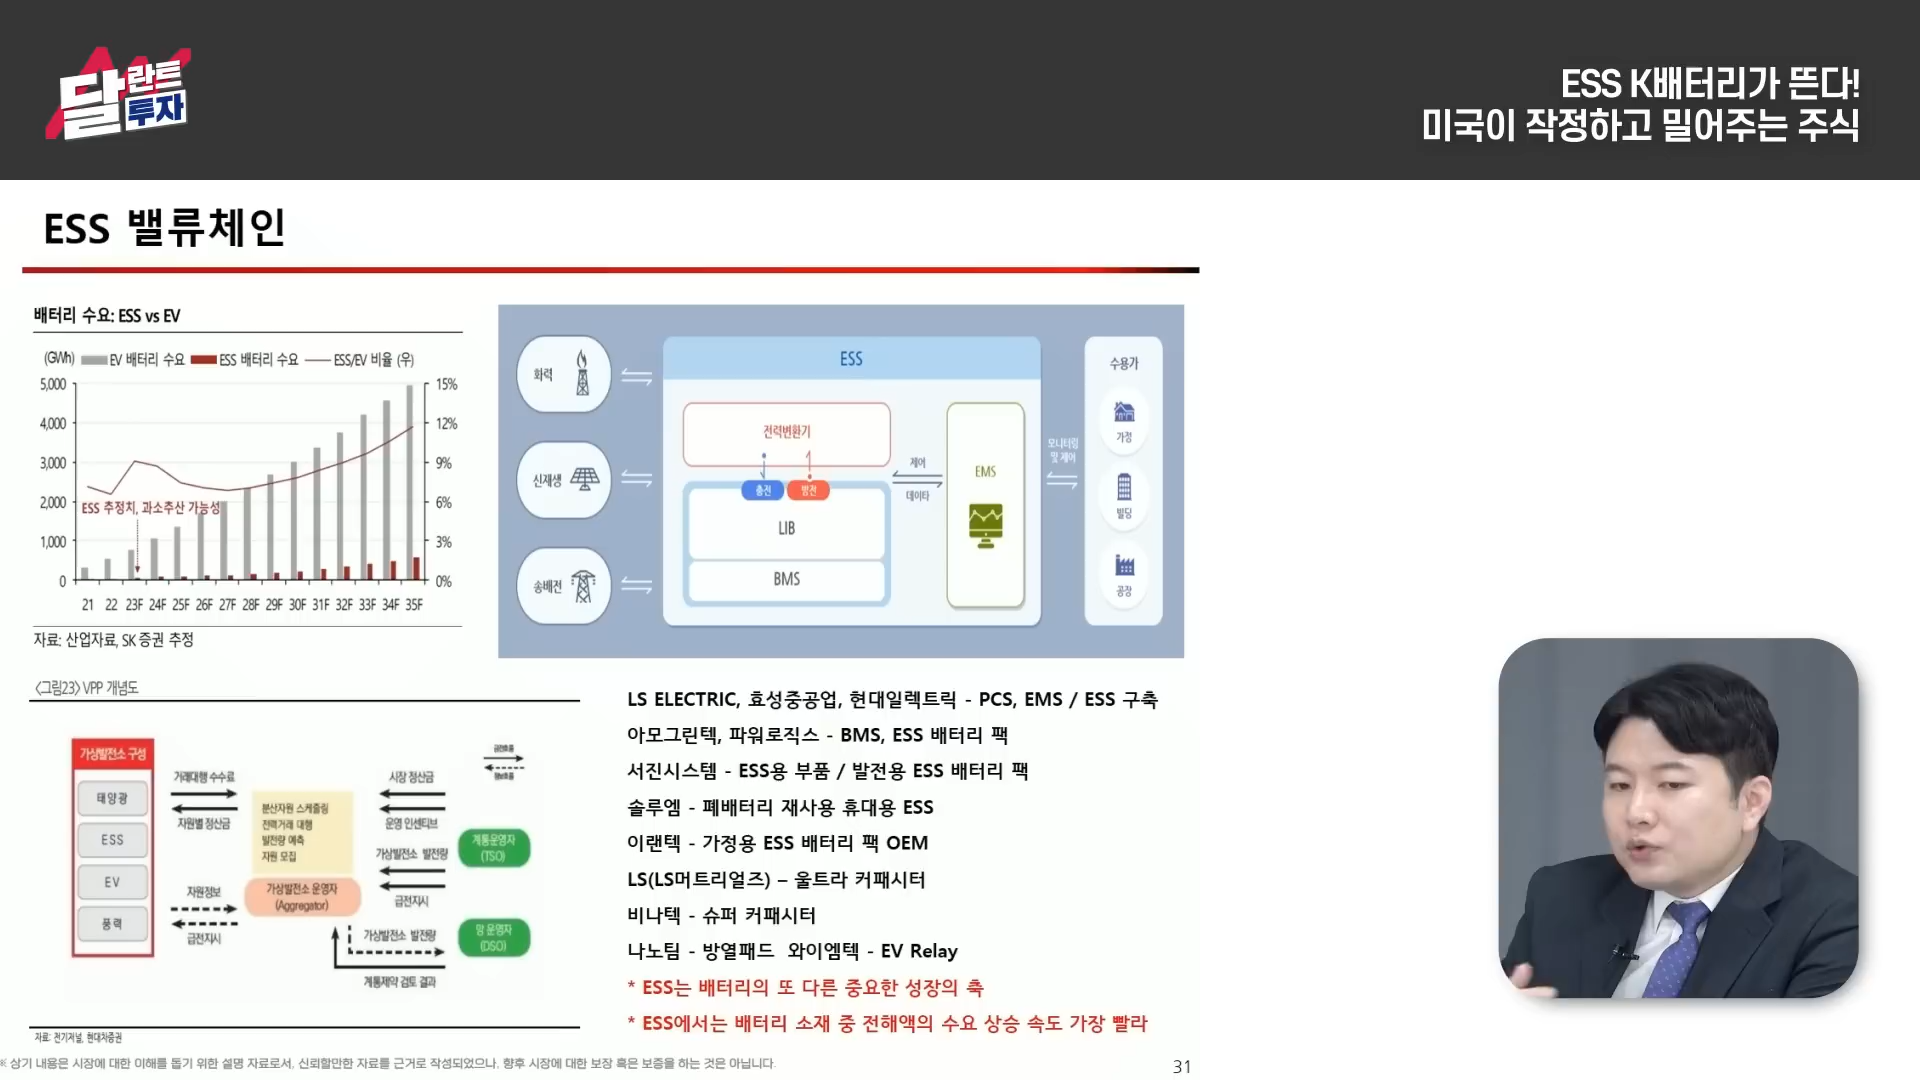 달란트
투자
ESS K배터리가 뜬다!
미국이 작정하고 밀어주는 주식
ESS 밸류체인
배터리 수요: ESS vs EV
(GWh) EV 배터리 수요 ESS 배터리 수요 ESS/EV 비율 (우)
5,000 15%
4,000 12%
3,000 9%
2,000 6%
ESS 추정치, 과소추산 가능성
1,000 3%
0 0%
21 22 23F 24F 25F 26F 27F 28F 29F 30F 31F 32F 33F 34F 35F
자료: 산업자료, SK 증권 추정
화력
신재생
송배전
ESS
전력변환기
충전 방전
LIB
BMS
제어
데이타
EMS
모니터링
및 제어
수용가
가정
빌딩
공장
<그림23> VPP 개념도
가상발전소 구성
태양광
ESS
EV
풍력
거래대행 수수료
자원별 정산금
자원정보
급전지시
분산자원 스케줄링
전력거래 대행
발전량 예측
자원 모집
가상발전소 운영자
(Aggregator)
시장 정산금
운영 인센티브
가상발전소 발전량
급전지시
계통운영자
(TSO)
가상발전소 발전량
망 운영자
(DSO)
계통제약 검토 결과
자료: 전기저널, 현대차증권
LS ELECTRIC, 효성중공업, 현대일렉트릭 - PCS, EMS / ESS 구축
아모그린텍, 파워로직스 - BMS, ESS 배터리 팩
서진시스템 - ESS용 부품 / 발전용 ESS 배터리 팩
솔루엠 - 폐배터리 재사용 휴대용 ESS
이랜텍 - 가정용 ESS 배터리 팩 OEM
LS(LS머트리얼즈) – 울트라 커패시터
비나텍 - 슈퍼 커패시터
나노팀 - 방열패드 와이엠텍 - EV Relay
* ESS는 배터리의 또 다른 중요한 성장의 축
* ESS에서는 배터리 소재 중 전해액의 수요 상승 속도 가장 빨라
※ 상기 내용은 시장에 대한 이해를 돕기 위한 설명 자료로서, 신뢰할만한 자료를 근거로 작성되었으나, 향후 시장에 대한 보장 혹은 보증을 하는 것은 아닙니다.
31